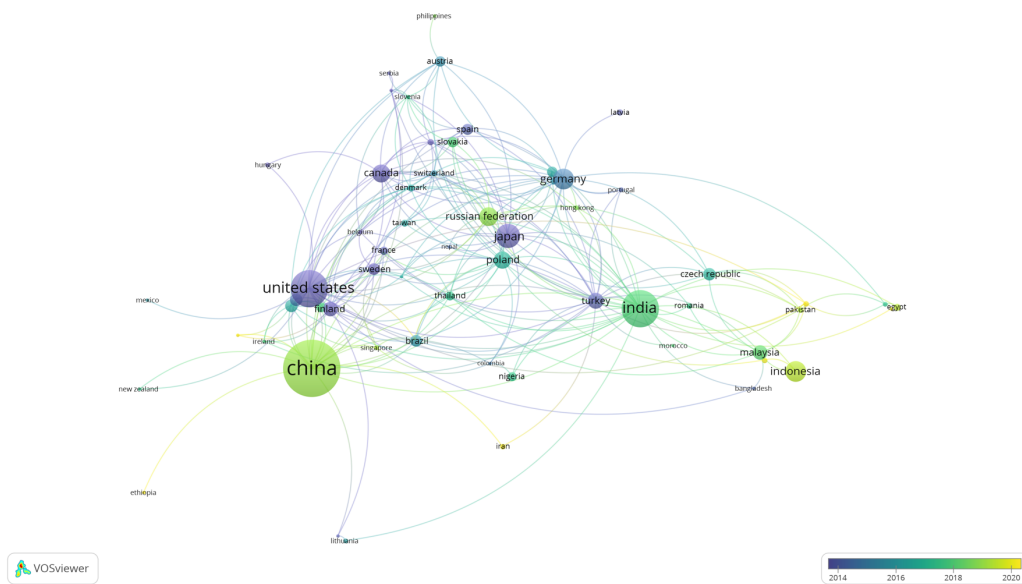 philippines
austria
serbia
slovenia
latvia
spain
slovakia
hungary
canada
switzerland
germany
denmark
portugal
hong kong
russian federation
taiwan
belgium
japan
nepal
france
poland
sweden
czech republic
united states
thailand
mexico
finland
turkey
india
romania
pakistan
egypt
ireland
singapore
brazil
morocco
malaysia
china
colombia
nigeria
indonesia
new zealand
bangladesh
iran
ethiopia
lithuania
VOSviewer
2014 2016 2018 2020